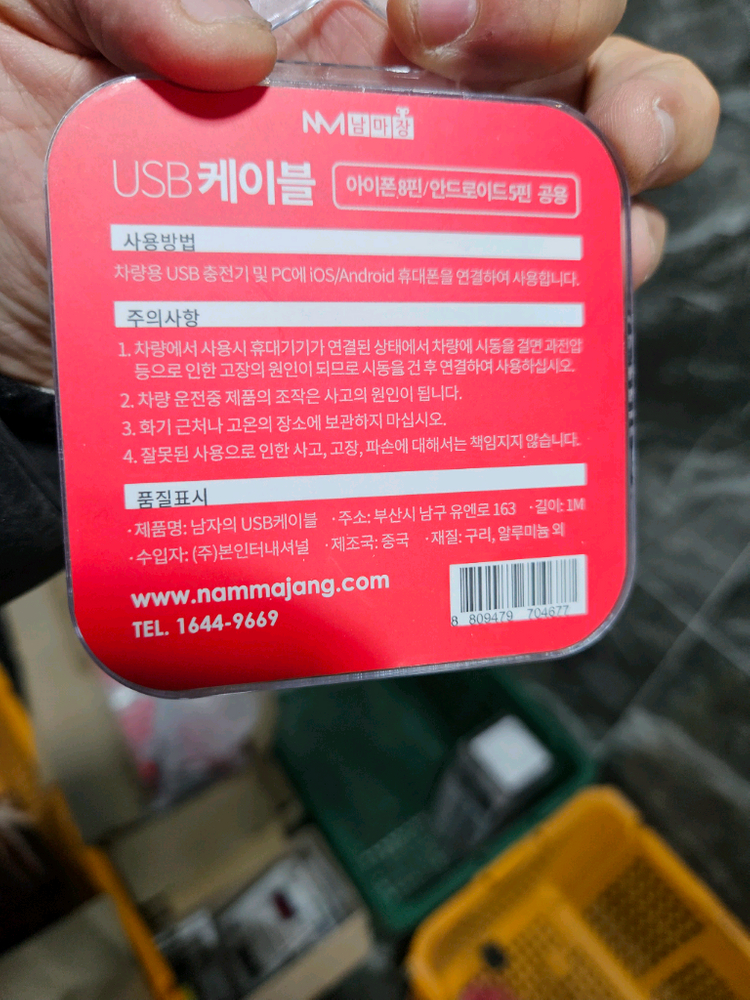 NM남마장
USB 케이블 아이폰 8핀/안드로이드 5핀 공용
사용방법
차량용 USB 충전기 및 PC에 iOS/Android 휴대폰을 연결하여 사용합니다.
주의사항
1. 차량에서 사용시 휴대기기가 연결된 상태에서 차량에 시동을 걸면 과전압
등으로 인한 고장의 원인이 되므로 시동을 건 후 연결하여 사용하십시오.
2. 차량 운전중 제품의 조작은 사고의 원인이 됩니다.
3. 화기 근처나 고온의 장소에 보관하지 마십시오.
4. 잘못된 사용으로 인한 사고, 고장, 파손에 대해서는 책임지지 않습니다.
품질표시
·제품명: 남자의 USB케이블 ·주소: 부산시 남구 유엔로 163 ·길이: 1M
·수입자: (주)본인터내셔널 ·제조국: 중국 ·재질: 구리, 알루미늄 외
www.nammajang.com
TEL. 1644-9669
8 809479 704677